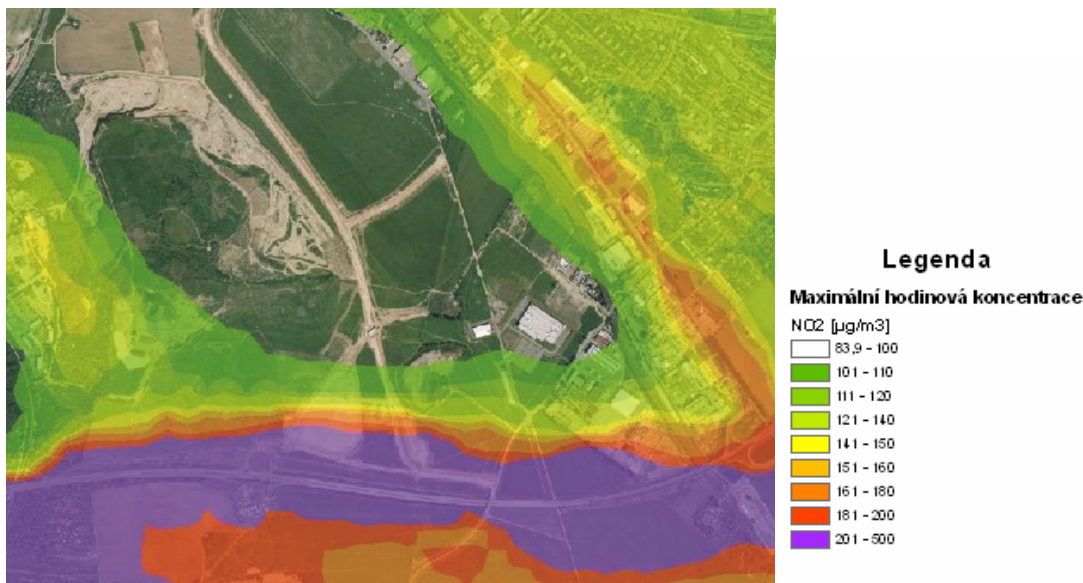 Legenda
Maximální hodinová koncentrace
NO2 [µg/m3]
83,9 - 100
101 - 110
111 - 120
121 - 140
141 - 150
151 - 160
161 - 180
181 - 200
201 - 500